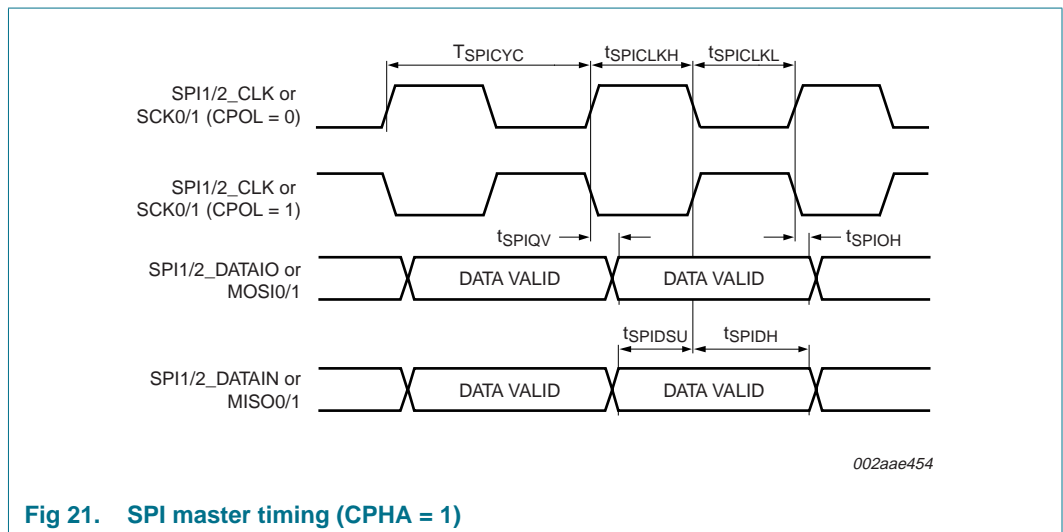 TSPICYC tSPICLKH tSPICLKL
SPI1/2_CLK or
SCK0/1 (CPOL = 0)
SPI1/2_CLK or
SCK0/1 (CPOL = 1)
tSPIQV tSPIOH
SPI1/2_DATAIO or
MOSI0/1
DATA VALID DATA VALID
tSPIDSU tSPIDH
SPI1/2_DATAIN or
MISO0/1
DATA VALID DATA VALID
002aae454
Fig 21. SPI master timing (CPHA = 1)